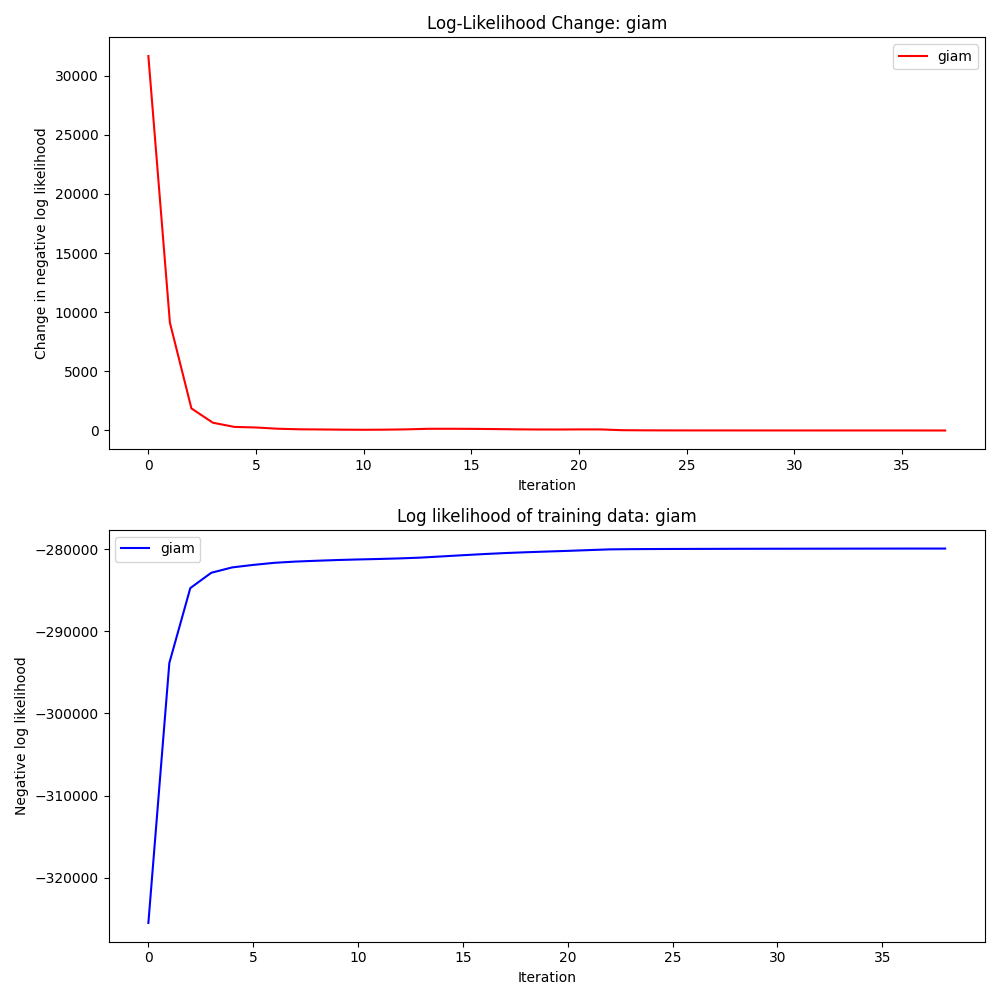 Log-Likelihood Change: giam
giam
30000
25000
20000
15000
10000
5000
0
Change in negative log likelihood
0 5 10 15 20 25 30 35
Iteration
Log likelihood of training data: giam
giam
−280000
−290000
−300000
−310000
−320000
Negative log likelihood
0 5 10 15 20 25 30 35
Iteration